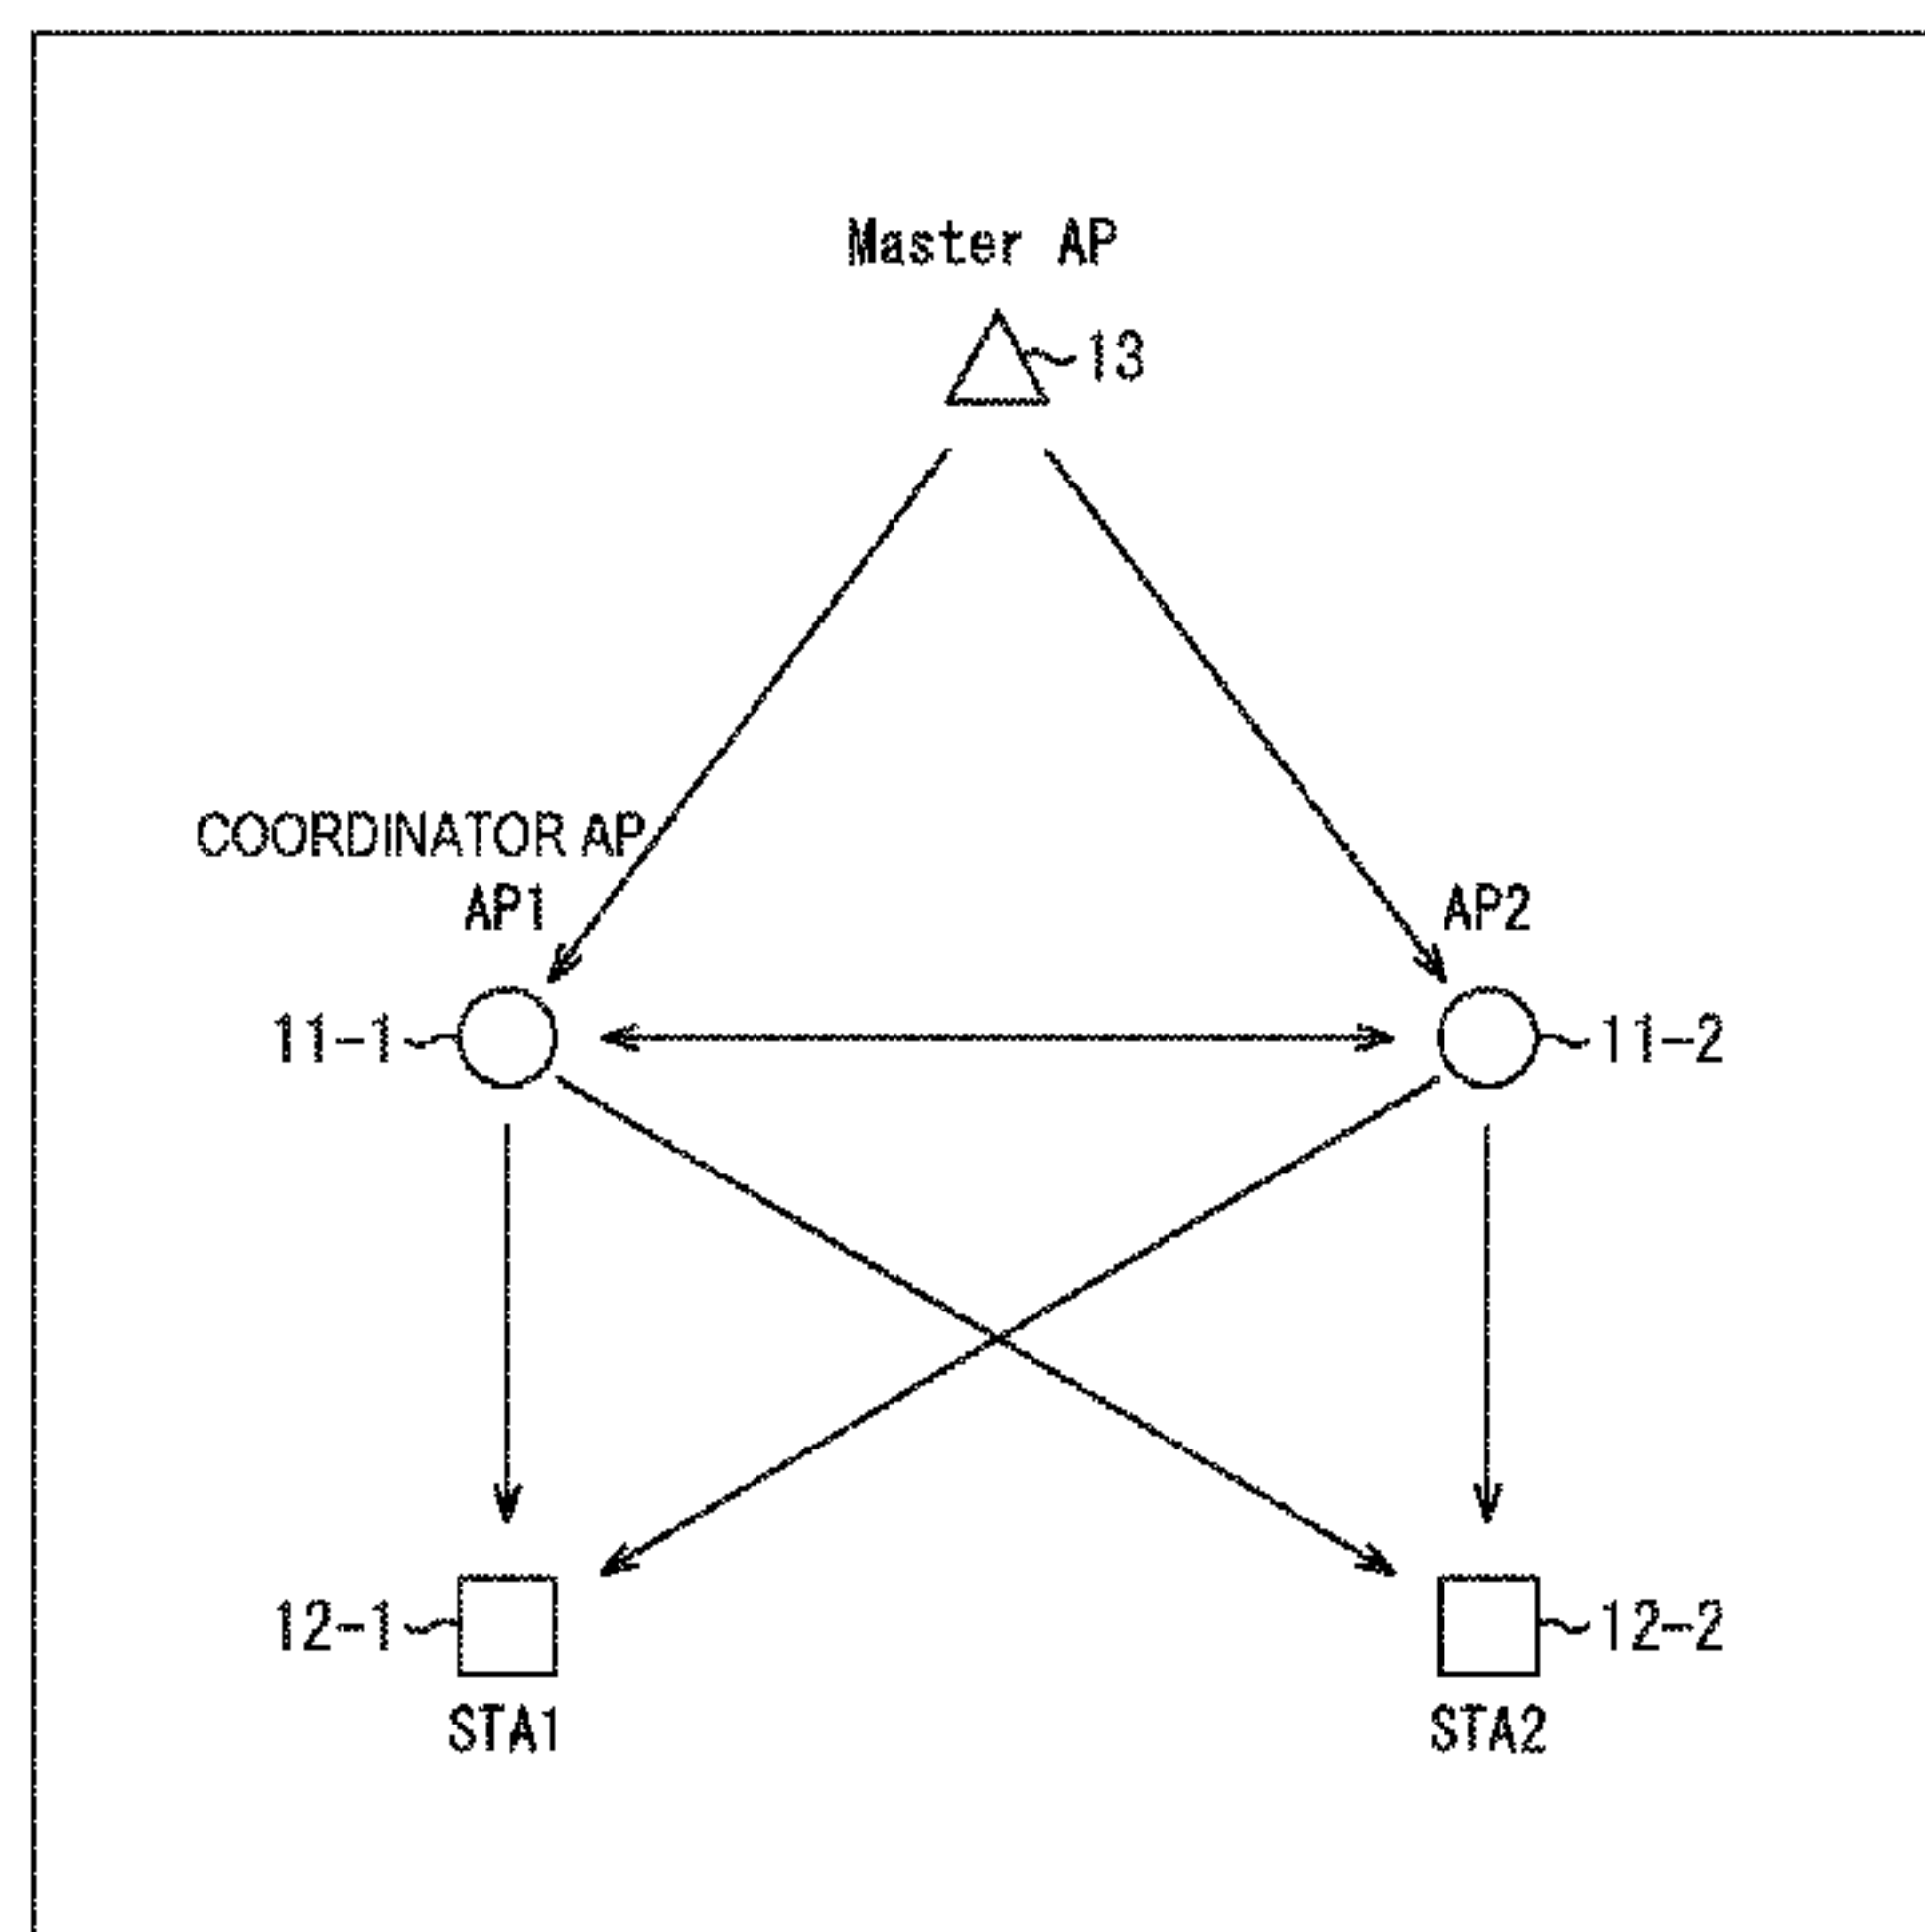 Master AP
13
COORDINATOR AP
AP1
AP2
11-1
11-2
12-1
12-2
STA1
STA2